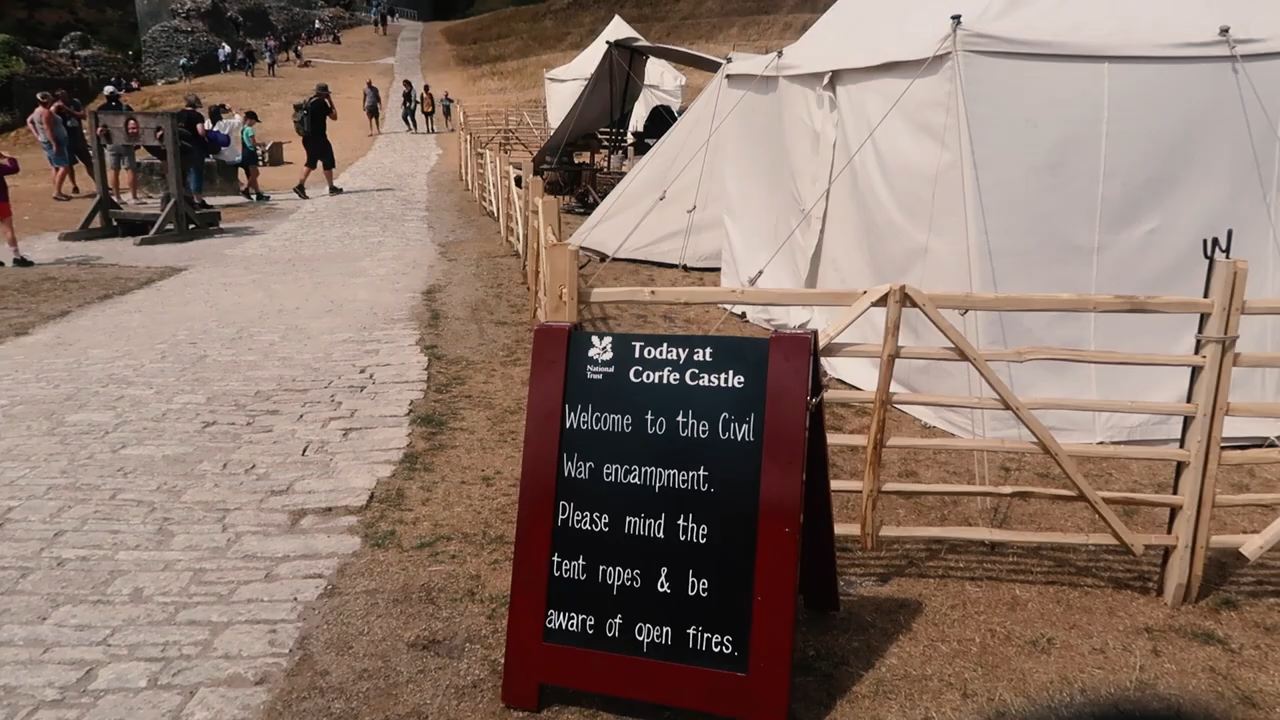 National
Trust
Today at
Corfe Castle
Welcome to the Civil
War encampment.
Please mind the
tent ropes & be
aware of open fires.